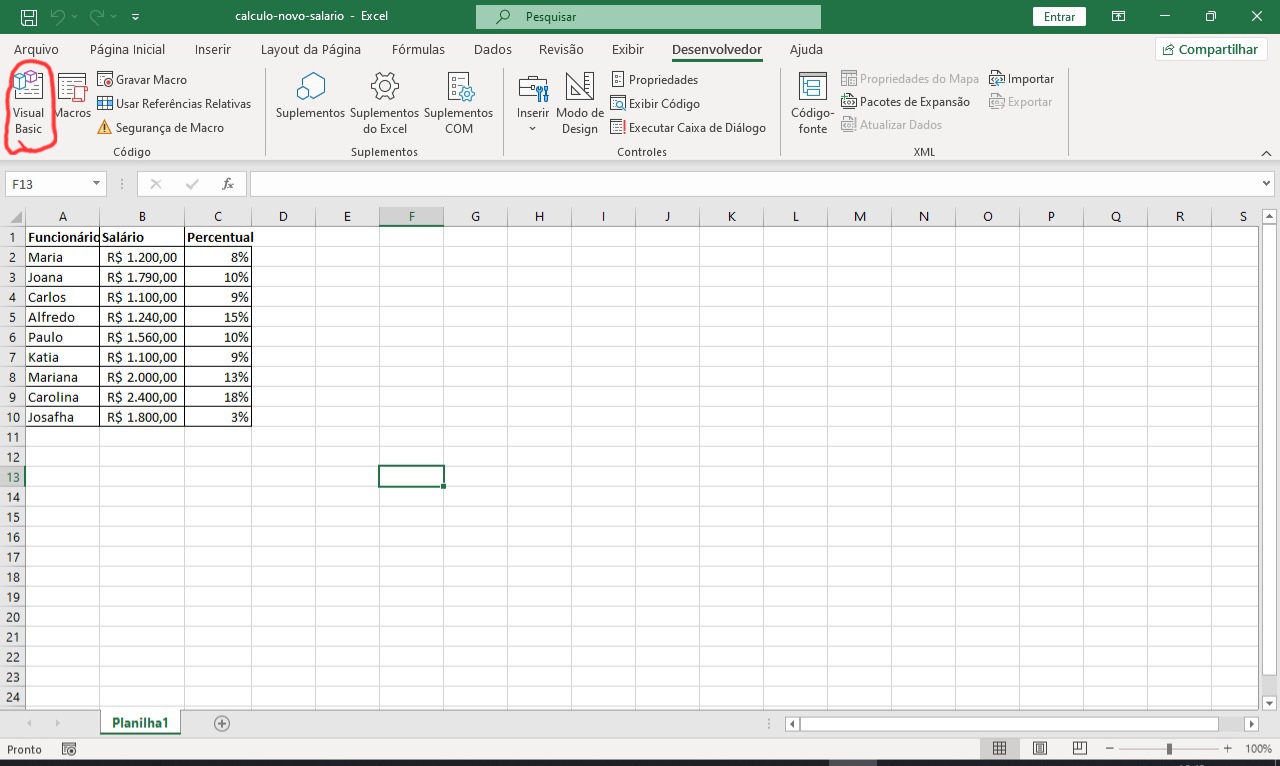 calculo-novo-salario - Excel
Pesquisar
Entrar
Arquivo Página Inicial Inserir Layout da Página Fórmulas Dados Revisão Exibir Desenvolvedor Ajuda
Compartilhar
Visual Basic
Macros
Gravar Macro
Usar Referências Relativas
Segurança de Macro
Código
Suplementos
Suplementos do Excel
Suplementos COM
Suplementos
Inserir
Modo de Design
Propriedades
Exibir Código
Executar Caixa de Diálogo
Controles
Código-fonte
Propriedades do Mapa
Pacotes de Expansão
Atualizar Dados
Importar
Exportar
XML
F13
fx
A B C D E F G H I J K L M N O P Q R S
1 Funcionário Salário Percentual
2 Maria R$ 1.200,00 8%
3 Joana R$ 1.790,00 10%
4 Carlos R$ 1.100,00 9%
5 Alfredo R$ 1.240,00 15%
6 Paulo R$ 1.560,00 10%
7 Katia R$ 1.100,00 9%
8 Mariana R$ 2.000,00 13%
9 Carolina R$ 2.400,00 18%
10 Josafha R$ 1.800,00 3%
11
12
13
14
15
16
17
18
19
20
21
22
23
24
Planilha1
Pronto
100%